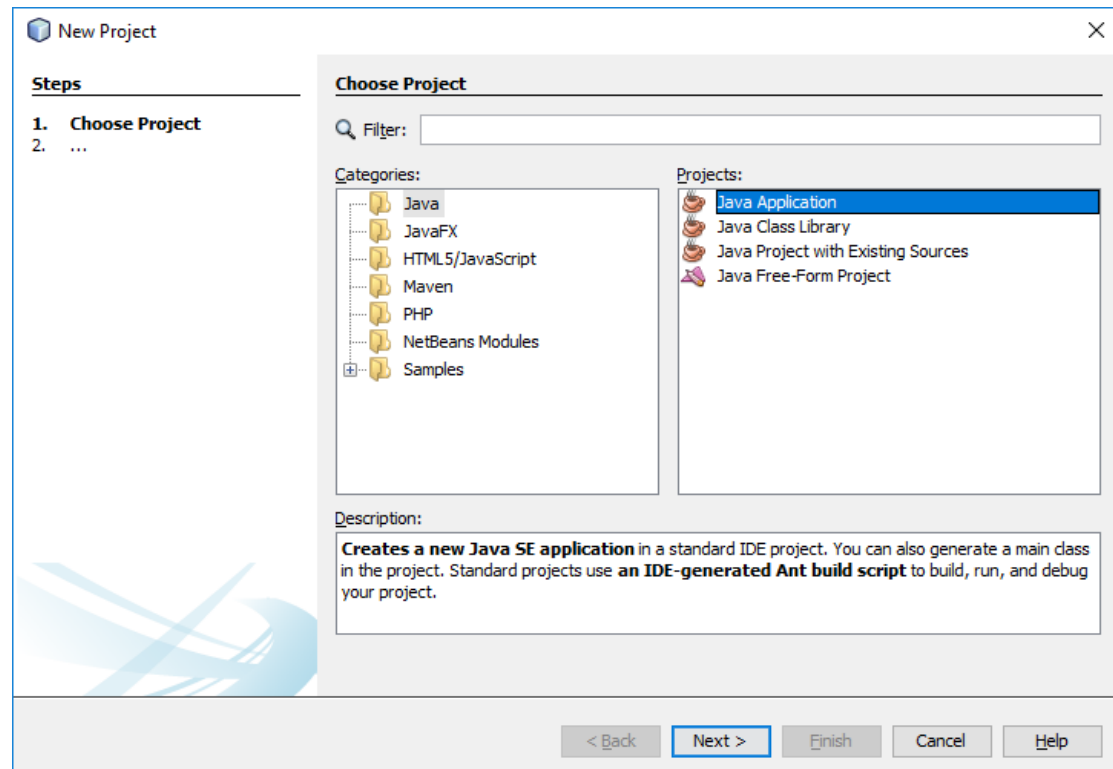 New Project
Steps
1. Choose Project
2. ...
Choose Project
Filter:
Categories:
Java
JavaFX
HTML5/JavaScript
Maven
PHP
NetBeans Modules
Samples
Projects:
Java Application
Java Class Library
Java Project with Existing Sources
Java Free-Form Project
Description:
Creates a new Java SE application in a standard IDE project. You can also generate a main class
in the project. Standard projects use an IDE-generated Ant build script to build, run, and debug
your project.
< Back
Next >
Finish
Cancel
Help